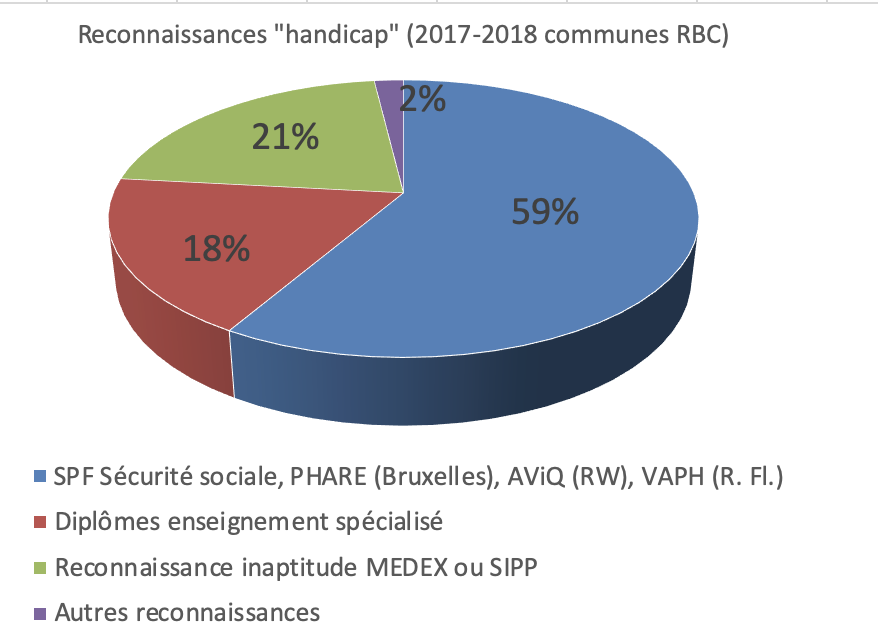 Reconnaissances "handicap" (2017-2018 communes RBC)
2%
21%
59%
18%
SPF Sécurité sociale, PHARE (Bruxelles), AViQ (RW), VAPH (R. Fl.)
Diplômes enseignement spécialisé
Reconnaissance inaptitude MEDEX ou SIPP
Autres reconnaissances